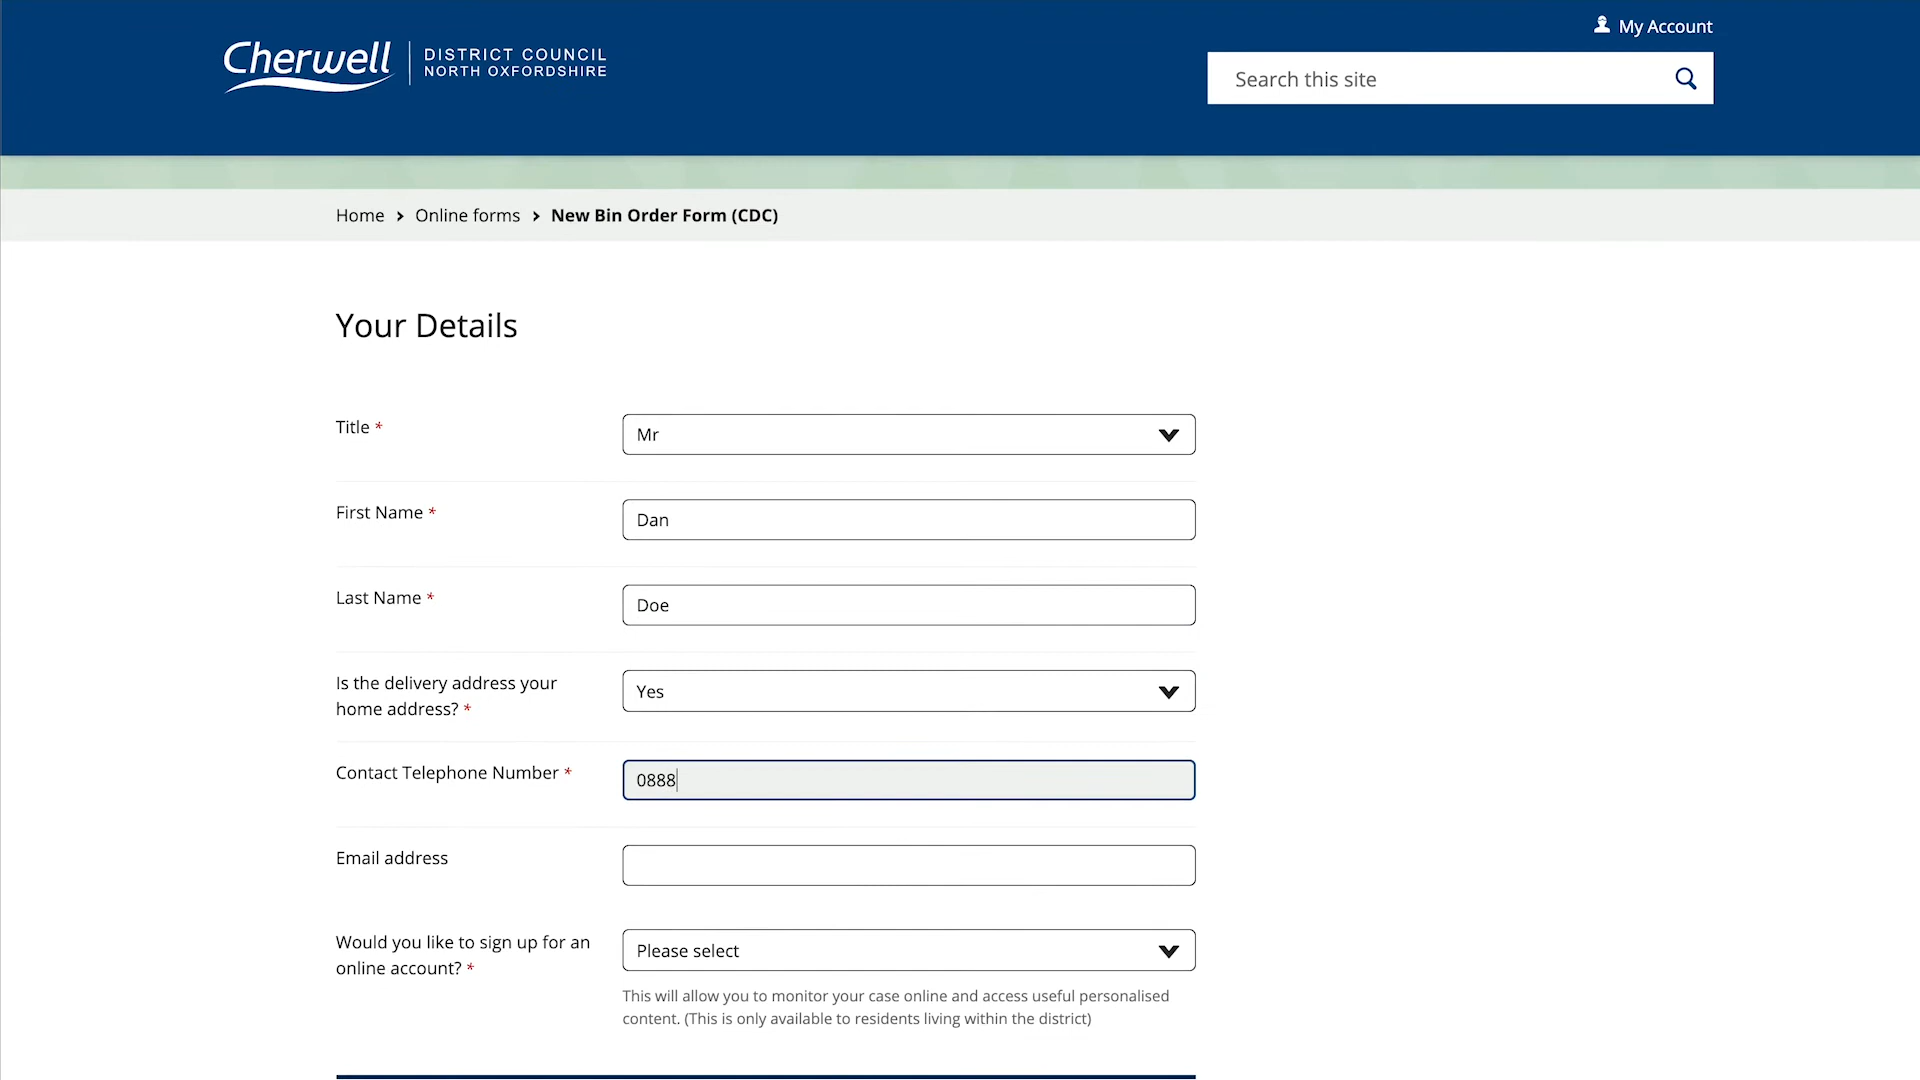 My Account
Cherwell
DISTRICT COUNCIL
NORTH OXFORDSHIRE
Search this site
Home > Online forms > New Bin Order Form (CDC)
Your Details
Title *
Mr
First Name *
Dan
Last Name *
Doe
Is the delivery address your
home address? *
Yes
Contact Telephone Number *
0888
Email address
Would you like to sign up for an
online account? *
Please select
This will allow you to monitor your case online and access useful personalised
content. (This is only available to residents living within the district)